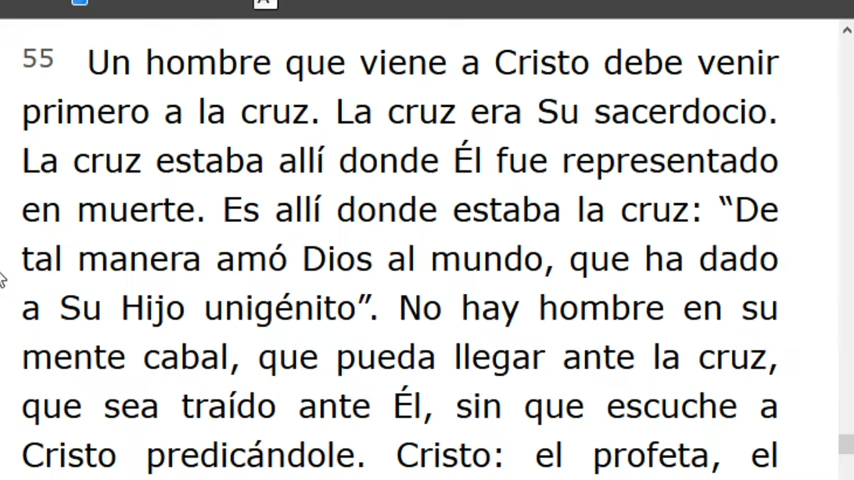 55 Un hombre que viene a Cristo debe venir
primero a la cruz. La cruz era Su sacerdocio.
La cruz estaba allí donde Él fue representado
en muerte. Es allí donde estaba la cruz: “De
tal manera amó Dios al mundo, que ha dado
a Su Hijo unigénito”. No hay hombre en su
mente cabal, que pueda llegar ante la cruz,
que sea traído ante Él, sin que escuche a
Cristo predicándole. Cristo: el profeta, el